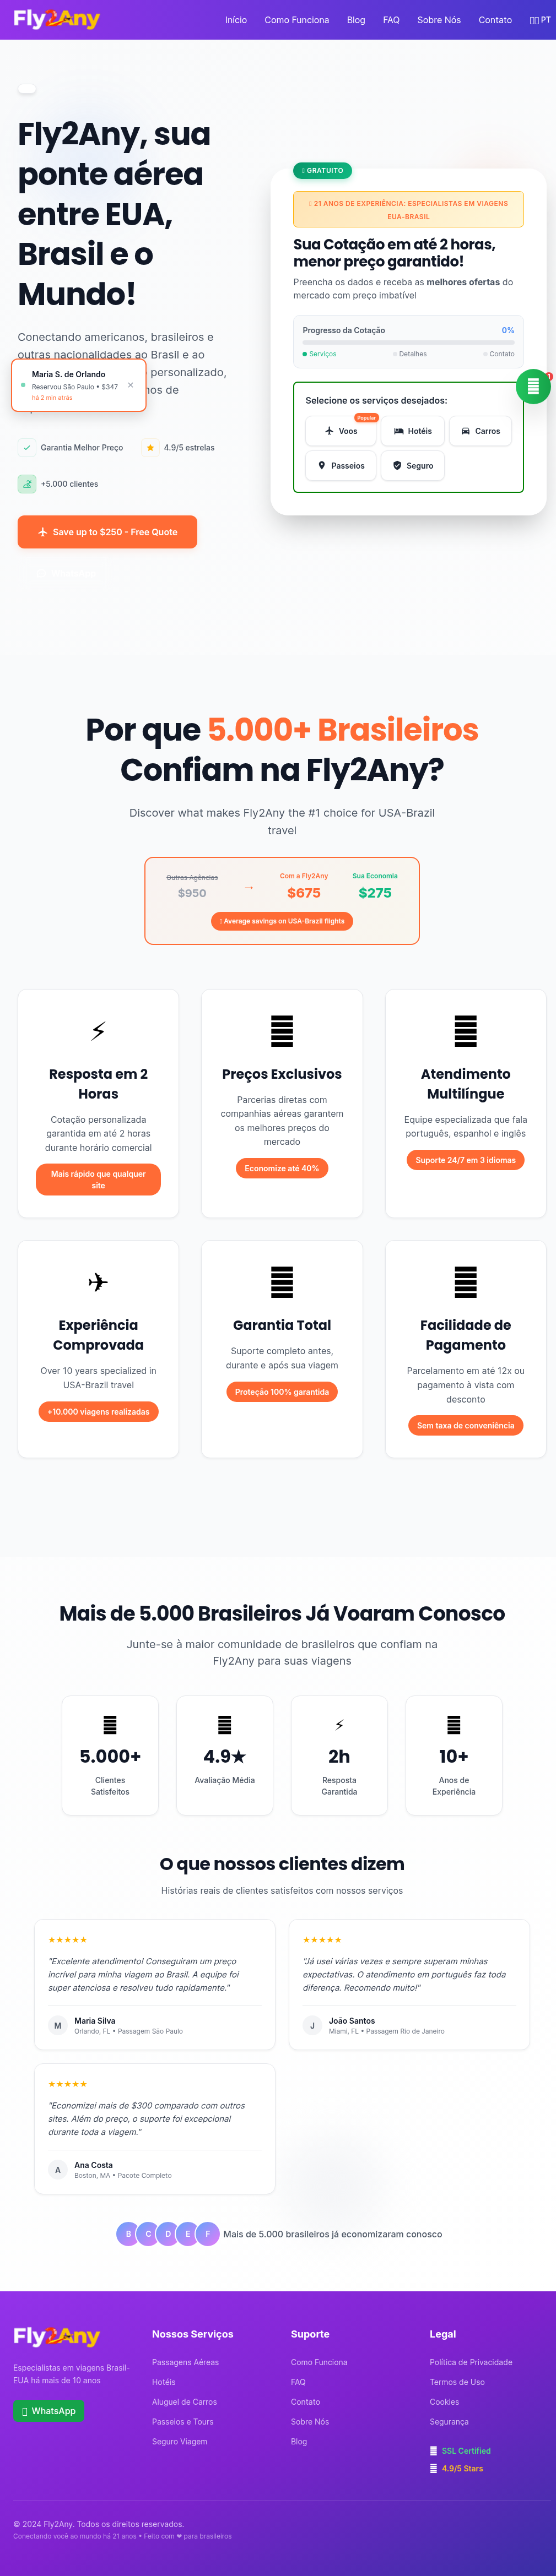 Fly2Any
Início
Como Funciona
Blog
FAQ
Sobre Nós
Contato
PT
Fly2Any, sua
ponte aérea
entre EUA,
Brasil e o
Mundo!
Conectando americanos, brasileiros e
outras nacionalidades ao Brasil e ao
personalizado,
nos de
Maria S. de Orlando
Reservou São Paulo • $347
há 2 min atrás
×
Garantia Melhor Preço
4.9/5 estrelas
+5.000 clientes
Save up to $250 - Free Quote
GRATUITO
21 ANOS DE EXPERIÊNCIA: ESPECIALISTAS EM VIAGENS
EUA-BRASIL
Sua Cotação em até 2 horas,
menor preço garantido!
Preencha os dados e receba as melhores ofertas do
mercado com preço imbatível
Progresso da Cotação
0%
Serviços
Detalhes
Contato
1
Selecione os serviços desejados:
Popular
Voos
Hotéis
Carros
Passeios
Seguro
Por que 5.000+ Brasileiros
Confiam na Fly2Any?
Discover what makes Fly2Any the #1 choice for USA-Brazil
travel
Outras Agências
$950
→
Com a Fly2Any
$675
Sua Economia
$275
Average savings on USA-Brazil flights
Resposta em 2
Horas
Cotação personalizada
garantida em até 2 horas
durante horário comercial
Mais rápido que qualquer
site
Preços Exclusivos
Parcerias diretas com
companhias aéreas garantem
os melhores preços do
mercado
Economize até 40%
Atendimento
Multilíngue
Equipe especializada que fala
português, espanhol e inglês
Suporte 24/7 em 3 idiomas
Experiência
Comprovada
Over 10 years specialized in
USA-Brazil travel
+10.000 viagens realizadas
Garantia Total
Suporte completo antes,
durante e após sua viagem
Proteção 100% garantida
Facilidade de
Pagamento
Parcelamento em até 12x ou
pagamento à vista com
desconto
Sem taxa de conveniência
Mais de 5.000 Brasileiros Já Voaram Conosco
Junte-se à maior comunidade de brasileiros que confiam na
Fly2Any para suas viagens
5.000+
Clientes
Satisfeitos
4.9★
Avaliação Média
2h
Resposta
Garantida
10+
Anos de
Experiência
O que nossos clientes dizem
Histórias reais de clientes satisfeitos com nossos serviços
★★★★★
"Excelente atendimento! Conseguiram um preço
incrível para minha viagem ao Brasil. A equipe foi
super atenciosa e resolveu tudo rapidamente."
M
Maria Silva
Orlando, FL • Passagem São Paulo
★★★★★
"Já usei várias vezes e sempre superam minhas
expectativas. O atendimento em português faz toda
diferença. Recomendo muito!"
J
João Santos
Miami, FL • Passagem Rio de Janeiro
★★★★★
"Economizei mais de $300 comparado com outros
sites. Além do preço, o suporte foi excepcional
durante toda a viagem."
A
Ana Costa
Boston, MA • Pacote Completo
B
C
D
E
F
Mais de 5.000 brasileiros já economizaram conosco
Fly2Any
Especialistas em viagens Brasil-
EUA há mais de 10 anos
WhatsApp
Nossos Serviços
Passagens Aéreas
Hotéis
Aluguel de Carros
Passeios e Tours
Seguro Viagem
Suporte
Como Funciona
FAQ
Contato
Sobre Nós
Blog
Legal
Política de Privacidade
Termos de Uso
Cookies
Segurança
SSL Certified
4.9/5 Stars
© 2024 Fly2Any. Todos os direitos reservados.
Conectando você ao mundo há 21 anos • Feito com ❤ para brasileiros